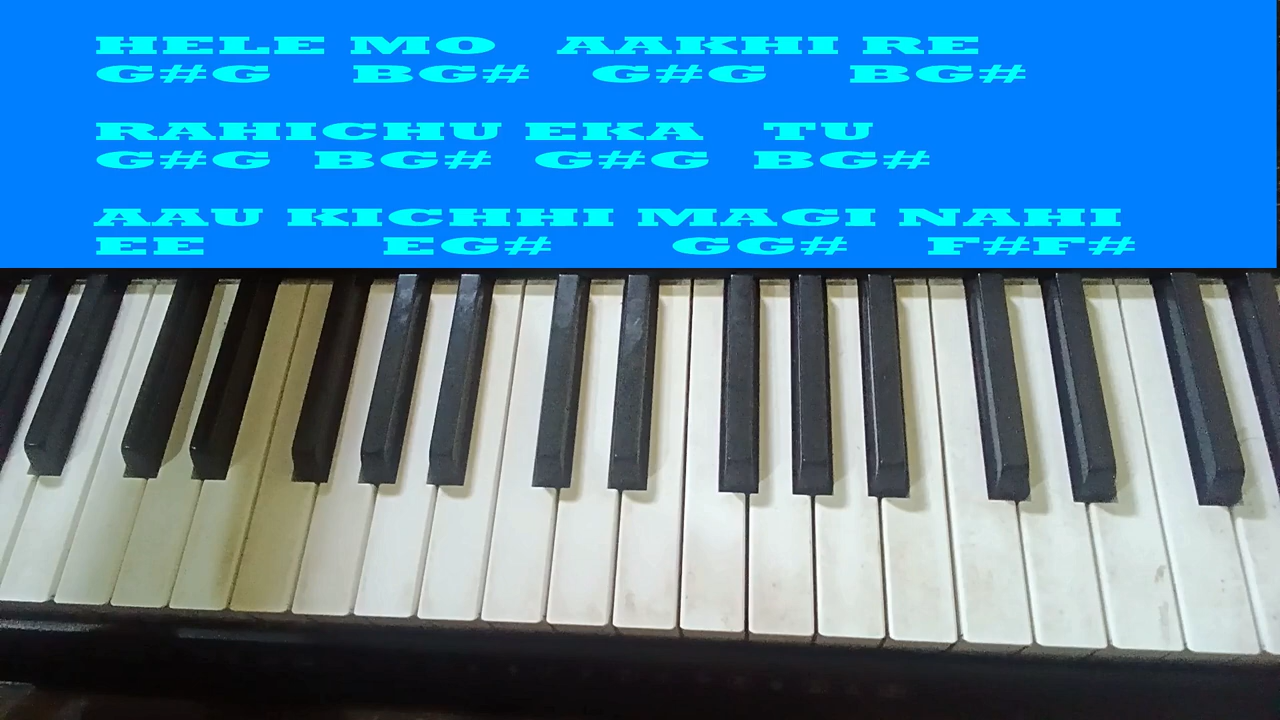 HELE MO AAKHI RE
G#G BG# G#G BG#
RAHICHU EKA TU
G#G BG# G#G BG#
AAU KICHHI MAGI NAHI
EE EG# GG# F#F#